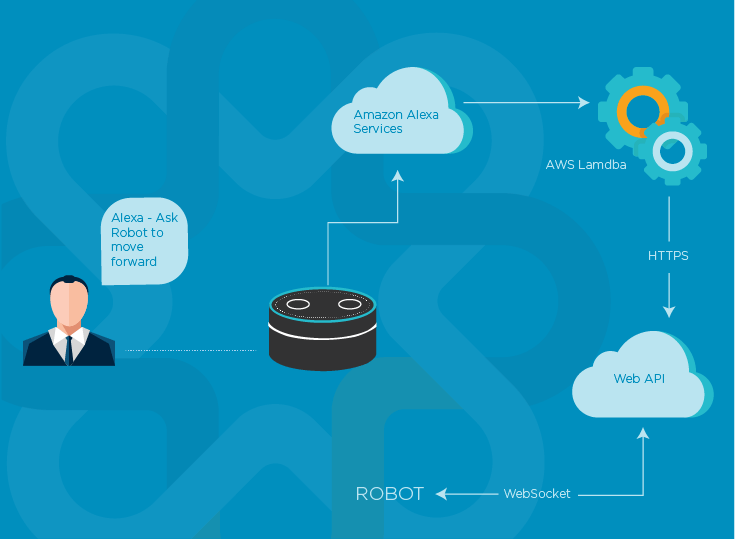 Amazon Alexa
Services
AWS Lamdba
Alexa - Ask
Robot to
move
forward
HTTPS
Web API
ROBOT
WebSocket